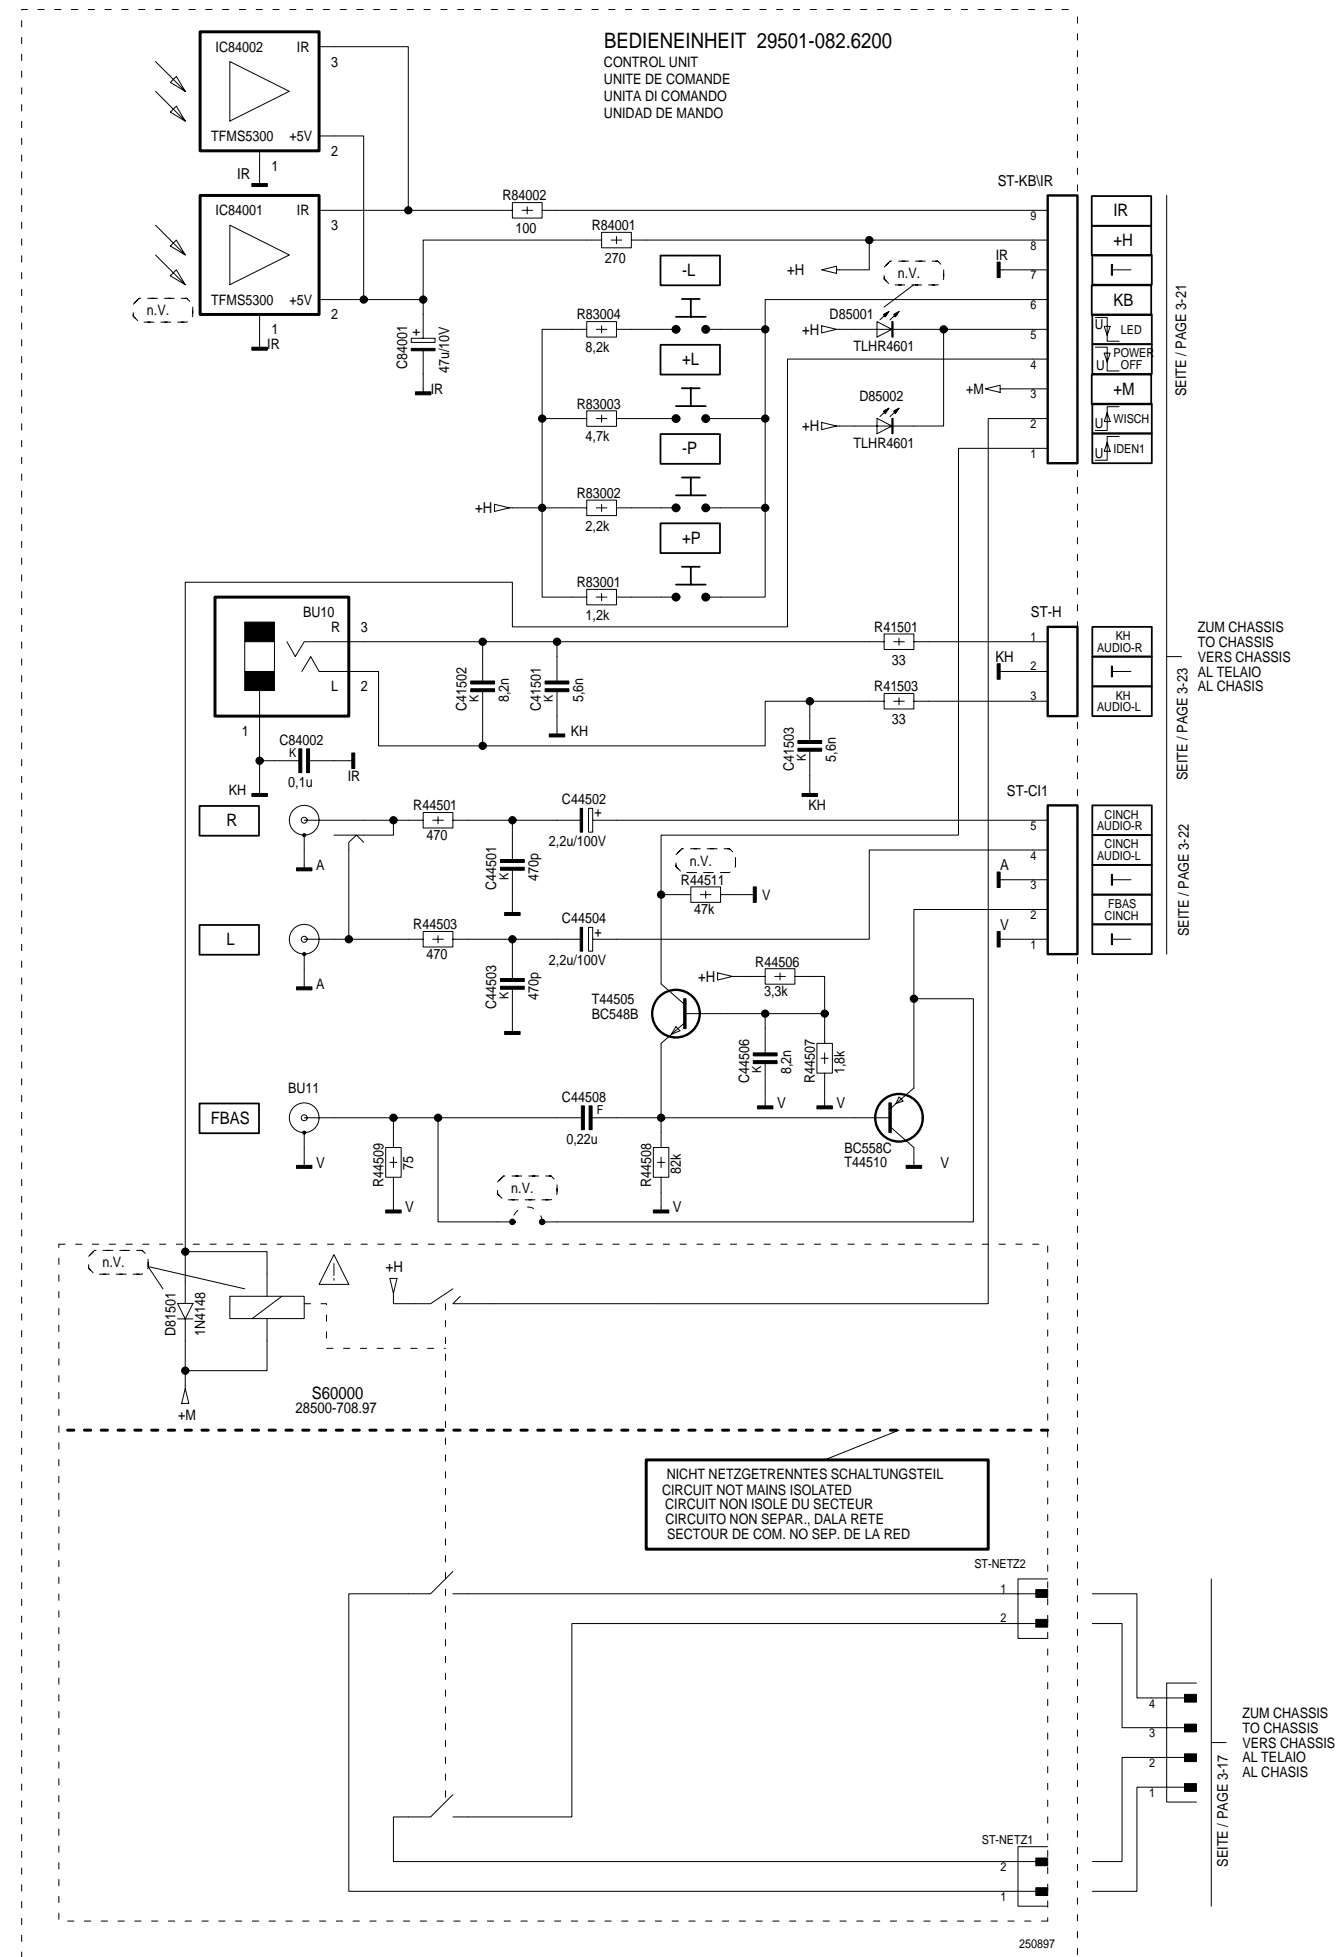 BEDIENEINHEIT 29501-082.6200
CONTROL UNIT
UNITE DE COMANDE
UNITA DI COMANDO
UNIDAD DE MANDO
IC84002
IR
3
TFMS5300
+5V
2
1
IR
IC84001
IR
3
TFMS5300
+5V
2
n.V.
1
IR
R84002
100
R84001
270
C84001
+
47u/10V
IR
-L
R83004
8,2k
+L
R83003
4,7k
-P
R83002
2,2k
+H
+P
R83001
1,2k
+H
n.V.
D85001
+H
TLHR4601
D85002
+H
TLHR4601
+M
IR
ST-KB\IR
9
8
7
6
5
4
3
2
1
IR
+H
KB
U LED
U POWER
OFF
+M
U WISCH
U IDEN1
SEITE / PAGE 3-21
BU10
R
3
L
2
1
C84002
K
0,1u
IR
KH
C41502
K
8,2n
C41501
K
5,6n
KH
R41501
33
R41503
33
C41503
K
5,6n
KH
KH
ST-H
1
2
3
KH
AUDIO-R
KH
AUDIO-L
SEITE / PAGE 3-23
ZUM CHASSIS
TO CHASSIS
VERS CHASSIS
AL TELAIO
AL CHASIS
R
A
R44501
470
C44501
K
470p
C44502
+
2,2u/100V
L
A
R44503
470
C44503
K
470p
C44504
+
2,2u/100V
n.V.
R44511
47k
V
+H
R44506
3,3k
T44505
BC548B
C44506
K
8,2n
V
R44507
1,8k
V
A
V
ST-CI1
5
4
3
2
1
CINCH
AUDIO-R
CINCH
AUDIO-L
FBAS
CINCH
SEITE / PAGE 3-22
FBAS
BU11
V
R44509
75
V
C44508
F
0,22u
R44508
82k
V
n.V.
BC558C
T44510
V
n.V.
D81501
1N4148
+M
+H
S60000
28500-708.97
NICHT NETZGETRENNTES SCHALTUNGSTEIL
CIRCUIT NOT MAINS ISOLATED
CIRCUIT NON ISOLE DU SECTEUR
CIRCUITO NON SEPAR., DALA RETE
SECTOUR DE COM. NO SEP. DE LA RED
ST-NETZ2
1
2
ST-NETZ1
2
1
4
3
2
1
SEITE / PAGE 3-17
ZUM CHASSIS
TO CHASSIS
VERS CHASSIS
AL TELAIO
AL CHASIS
250897